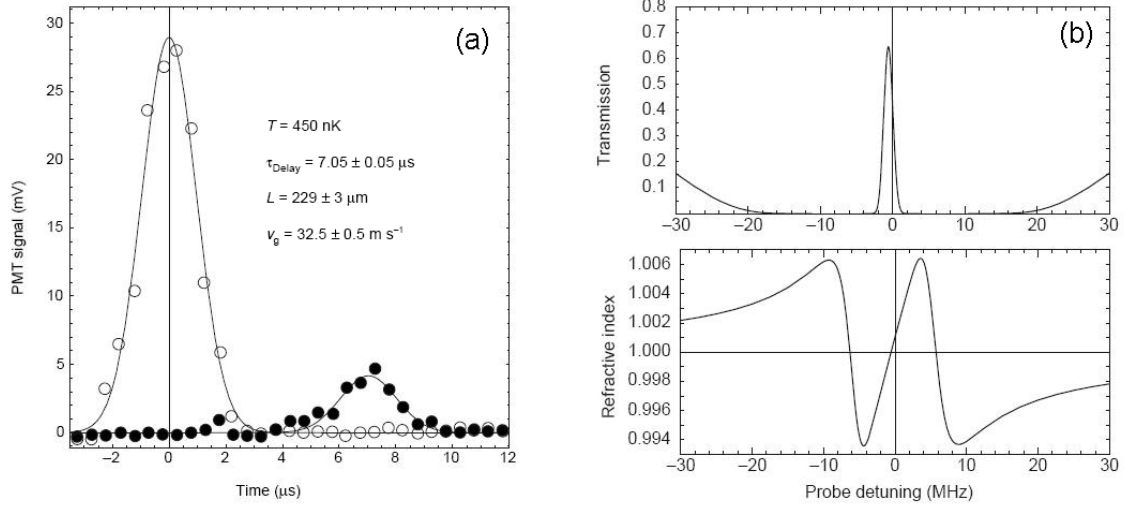 (a)
30
25
20
15
10
5
0
PMT signal (mV)
T = 450 nK
τDelay = 7.05 ± 0.05 μs
L = 229 ± 3 μm
vg = 32.5 ± 0.5 m s⁻¹
−2 0 2 4 6 8 10 12
Time (μs)
(b)
0.8
0.7
0.6
0.5
0.4
0.3
0.2
0.1
Transmission
−30 −20 −10 0 10 20 30
1.006
1.004
1.002
1.000
0.998
0.996
0.994
Refractive index
−30 −20 −10 0 10 20 30
Probe detuning (MHz)